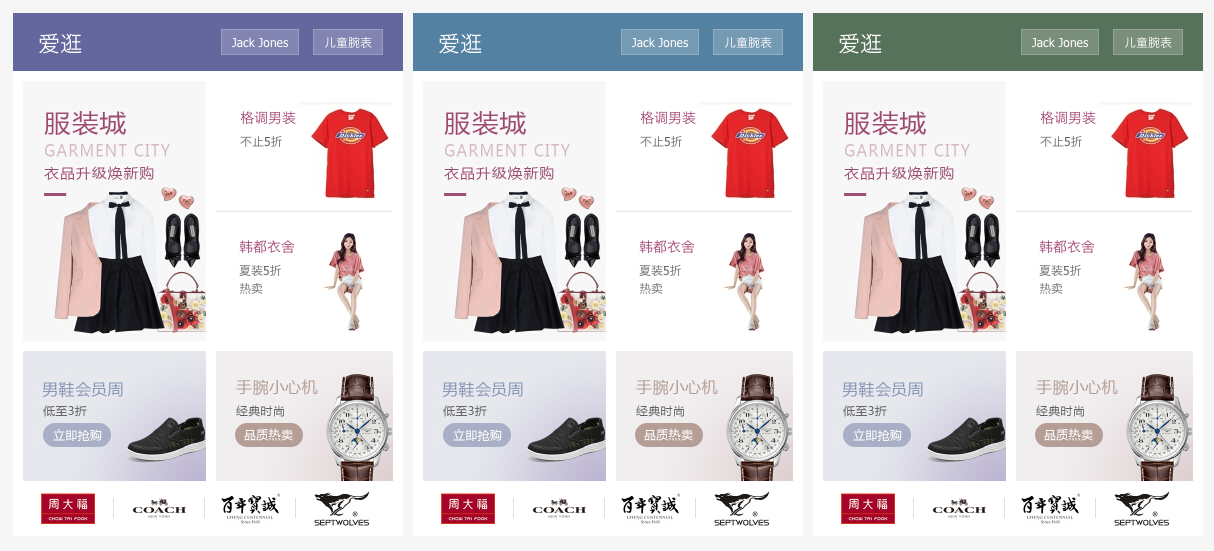 爱逛
Jack Jones
儿童腕表
服装城
GARMENT CITY
衣品升级焕新购
格调男装
不止5折
Dickies
韩都衣舍
夏装5折
热卖
男鞋会员周
低至3折
立即抢购
手腕小心机
经典时尚
品质热卖
周大福
CHOW TAI FOOK
COACH
NEW YORK
百年寶誠
CHENG CENTENNIAL
Since 1865
SEPTWOLVES
爱逛
Jack Jones
儿童腕表
服装城
GARMENT CITY
衣品升级焕新购
格调男装
不止5折
Dickies
韩都衣舍
夏装5折
热卖
男鞋会员周
低至3折
立即抢购
手腕小心机
经典时尚
品质热卖
周大福
CHOW TAI FOOK
COACH
NEW YORK
百年寶誠
CHENG CENTENNIAL
Since 1865
SEPTWOLVES
爱逛
Jack Jones
儿童腕表
服装城
GARMENT CITY
衣品升级焕新购
格调男装
不止5折
Dickies
韩都衣舍
夏装5折
热卖
男鞋会员周
低至3折
立即抢购
手腕小心机
经典时尚
品质热卖
周大福
CHOW TAI FOOK
COACH
NEW YORK
百年寶誠
CHENG CENTENNIAL
Since 1865
SEPTWOLVES